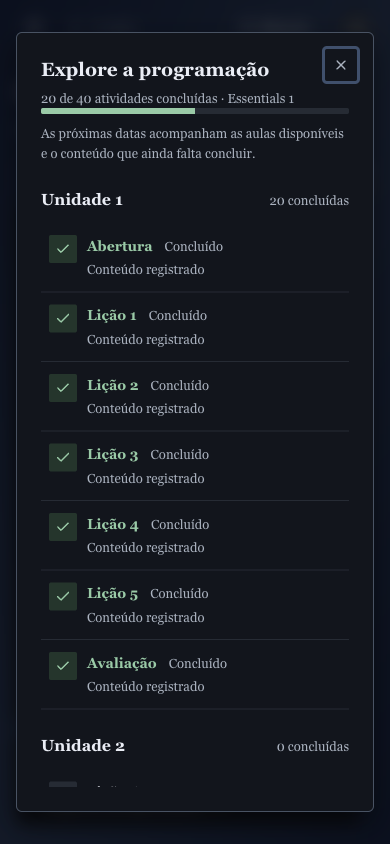 Explore a programação
20 de 40 atividades concluídas · Essentials 1
As próximas datas acompanham as aulas disponíveis
e o conteúdo que ainda falta concluir.
Unidade 1 20 concluídas
Abertura Concluído
Conteúdo registrado
Lição 1 Concluído
Conteúdo registrado
Lição 2 Concluído
Conteúdo registrado
Lição 3 Concluído
Conteúdo registrado
Lição 4 Concluído
Conteúdo registrado
Lição 5 Concluído
Conteúdo registrado
Avaliação Concluído
Conteúdo registrado
Unidade 2 0 concluídas